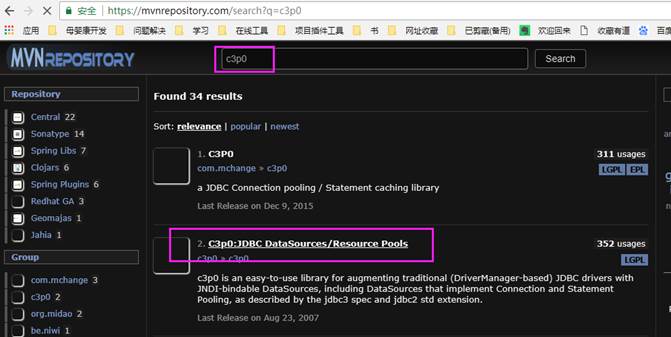 安全 | https://mvnrepository.com/search?q=c3p0
应用 母婴康开发 问题解决 学习 在线工具 项目插件工具 书 网址收藏 已剪藏(备用) 欢迎回来 收藏有道 百度
MVNREPOSITORY
c3p0
Search
Repository
Central 22
Sonatype 14
Spring Libs 7
Clojars 6
Spring Plugins 6
Redhat GA 3
Geomajas 1
Jahia 1
Group
com.mchange 3
c3p0 2
org.midao 2
be.niwi 1
Found 34 results
Sort: relevance | popular | newest
1. C3P0
311 usages
com.mchange » c3p0
LGPL EPL
a JDBC Connection pooling / Statement caching library
Last Release on Dec 9, 2015
2. C3p0:JDBC DataSources/Resource Pools
352 usages
c3p0 » c3p0
LGPL
c3p0 is an easy-to-use library for augmenting traditional (DriverManager-based) JDBC drivers with
JNDI-bindable DataSources, including DataSources that implement Connection and Statement
Pooling, as described by the jdbc3 spec and jdbc2 std extension.
Last Release on Aug 23, 2007